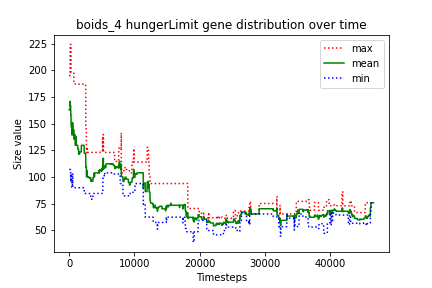 boids_4 hungerLimit gene distribution over time
max
mean
min
Size value
225
200
175
150
125
100
75
50
0
10000
20000
30000
40000
Timesteps